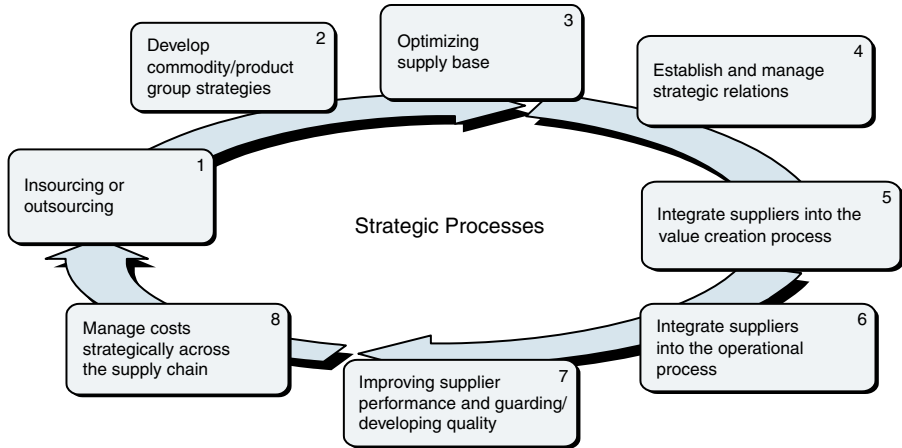 1
Insourcing or
outsourcing
2
Develop
commodity/product
group strategies
3
Optimizing
supply base
4
Establish and manage
strategic relations
5
Integrate suppliers into the
value creation process
6
Integrate suppliers
into the operational
process
7
Improving supplier
performance and guarding/
developing quality
8
Manage costs
strategically across
the supply chain
Strategic Processes